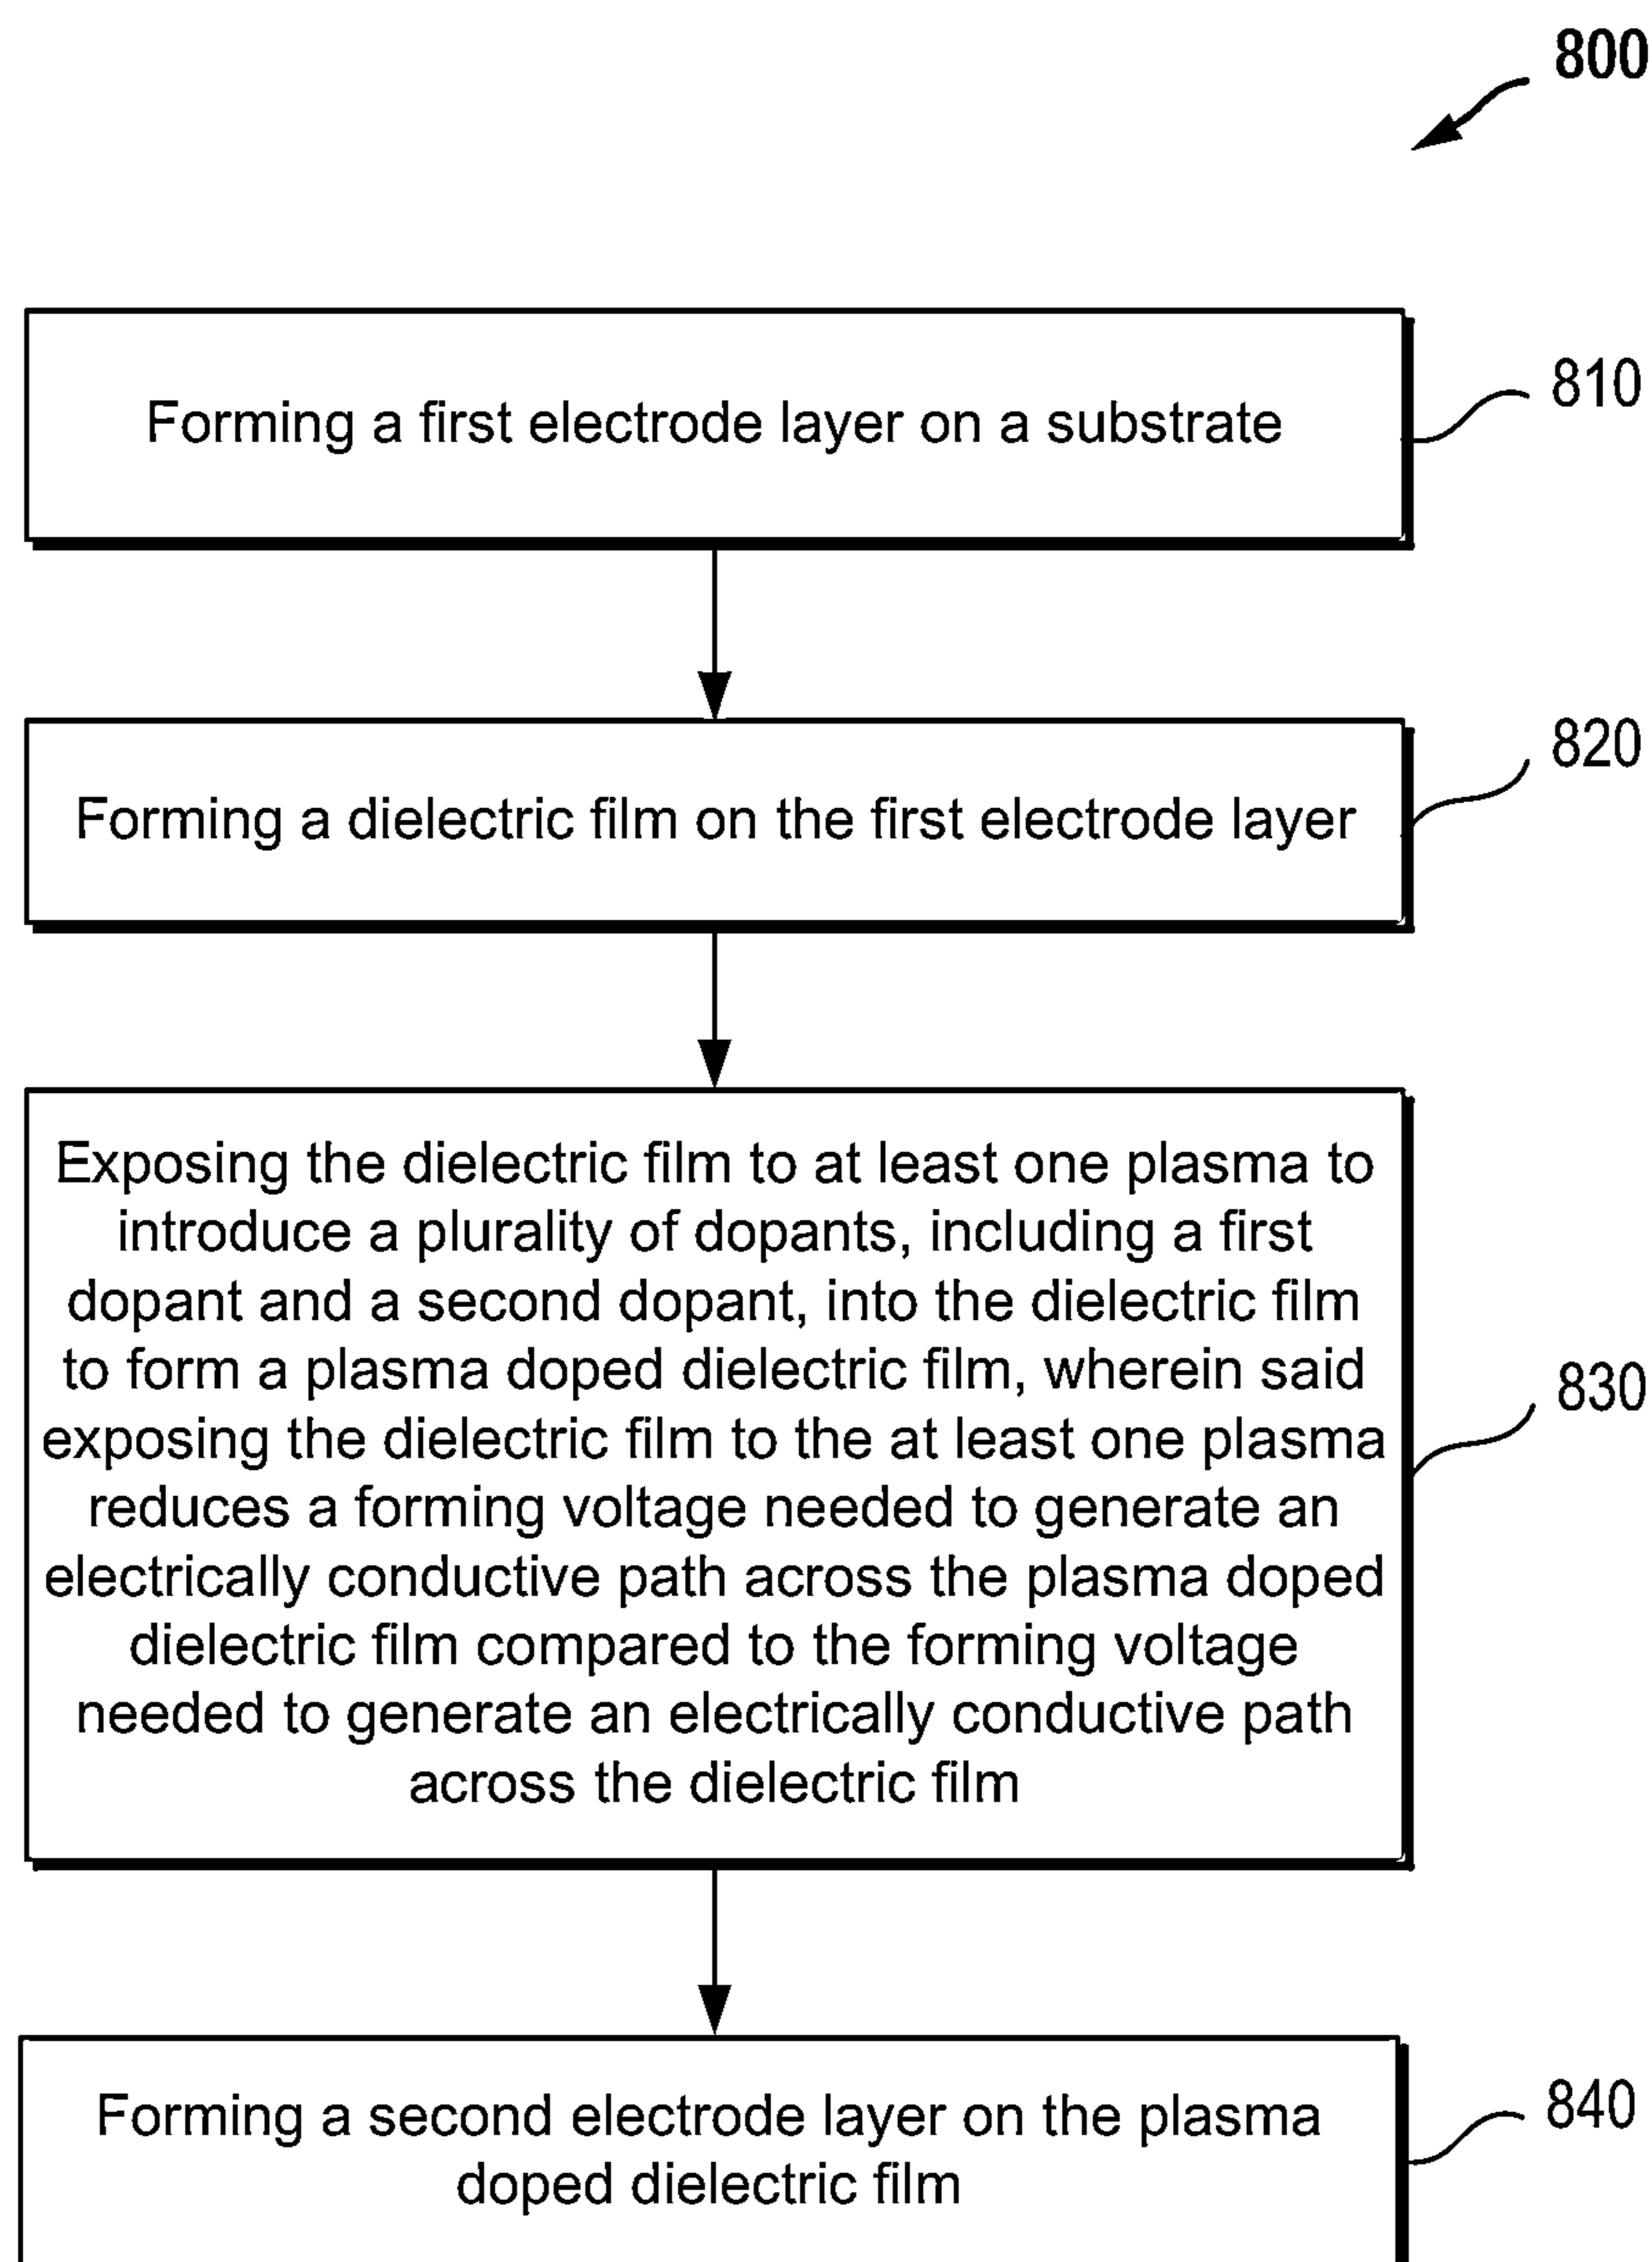 800
Forming a first electrode layer on a substrate
810
Forming a dielectric film on the first electrode layer
820
Exposing the dielectric film to at least one plasma to
introduce a plurality of dopants, including a first
dopant and a second dopant, into the dielectric film
to form a plasma doped dielectric film, wherein said
exposing the dielectric film to the at least one plasma
reduces a forming voltage needed to generate an
electrically conductive path across the plasma doped
dielectric film compared to the forming voltage
needed to generate an electrically conductive path
across the dielectric film
830
Forming a second electrode layer on the plasma
doped dielectric film
840